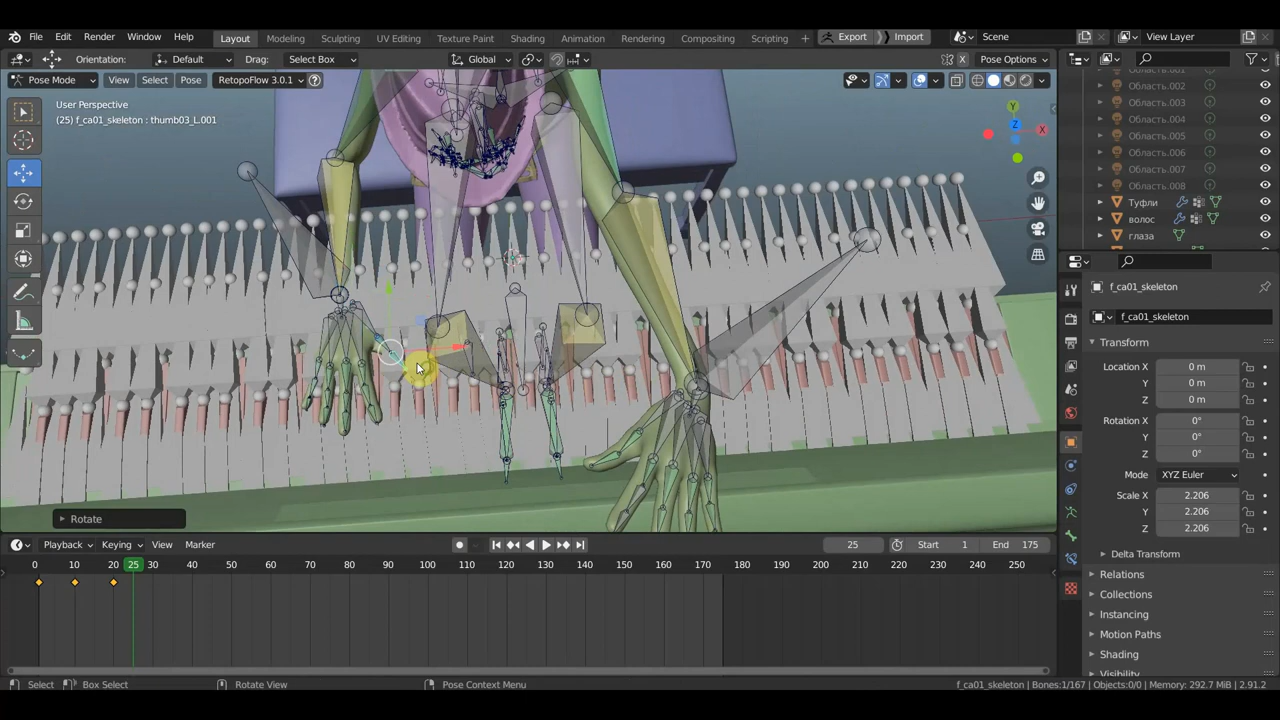 File Edit Render Window Help Layout Modeling Sculpting UV Editing Texture Paint Shading Animation Rendering Compositing Scripting + Export Import Scene View Layer
Orientation: Default Drag: Select Box Global Pose Options
Pose Mode View Select Pose RetopoFlow 3.0.1
User Perspective
(25) f_ca01_skeleton : thumb03_L.001
Y
Z
X
Область.002
Область.003
Область.004
Область.005
Область.006
Область.007
Область.008
Туфли
волос
глаза
f_ca01_skeleton
f_ca01_skeleton
Transform
Location X 0 m
Y 0 m
Z 0 m
Rotation X 0°
Y 0°
Z 0°
Mode XYZ Euler
Scale X 2.206
Y 2.206
Z 2.206
Delta Transform
Relations
Collections
Instancing
Motion Paths
Shading
Visibility
Rotate
Playback Keying View Marker 25 Start 1 End 175
0 10 20 25 30 40 50 60 70 80 90 100 110 120 130 140 150 160 170 180 190 200 210 220 230 240 250
Select Box Select Rotate View Pose Context Menu f_ca01_skeleton | Bones:1/167 | Objects:0/0 | Memory: 292.7 MiB | 2.91.2